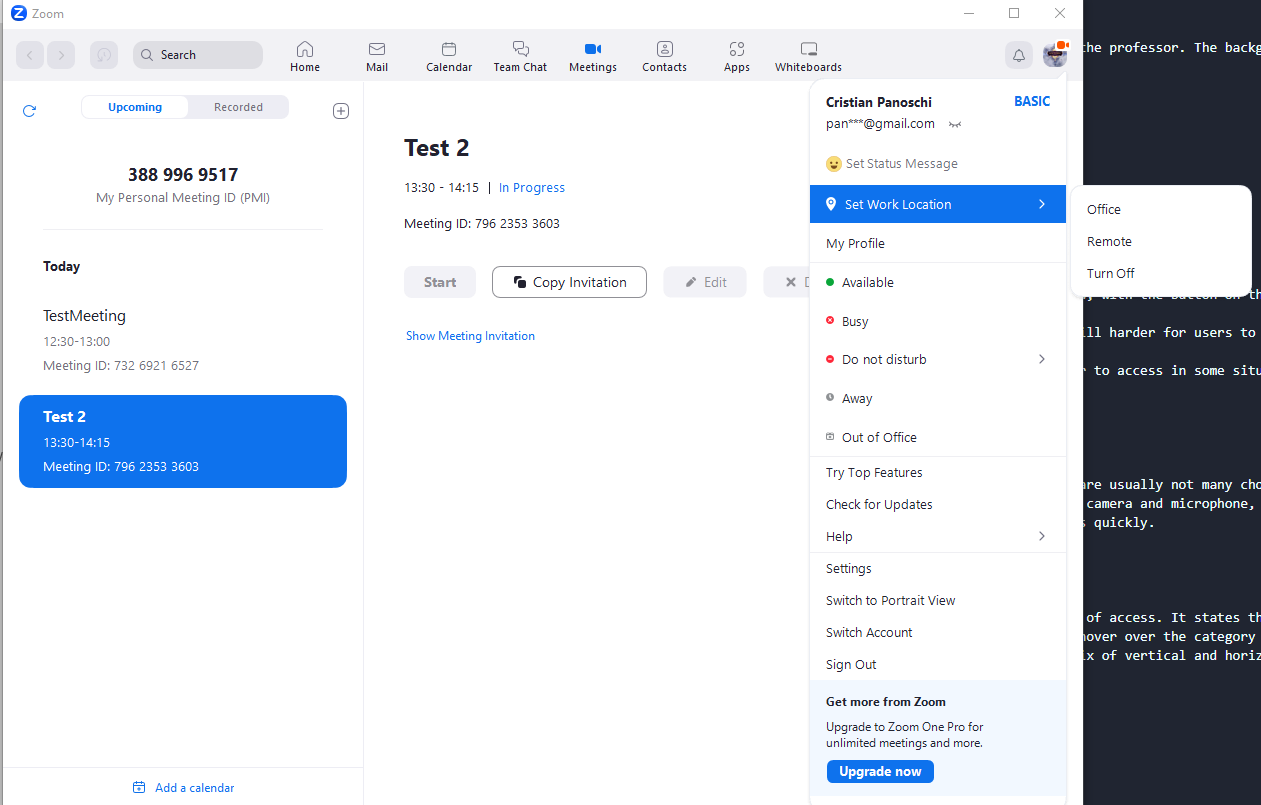 Zoom
Search
Home
Mail
Calendar
Team Chat
Meetings
Contacts
Apps
Whiteboards
Upcoming
Recorded
388 996 9517
My Personal Meeting ID (PMI)
Today
TestMeeting
12:30-13:00
Meeting ID: 732 6921 6527
Test 2
13:30-14:15
Meeting ID: 796 2353 3603
Add a calendar
Test 2
13:30 - 14:15 | In Progress
Meeting ID: 796 2353 3603
Start
Copy Invitation
Edit
Show Meeting Invitation
Cristian Panoschi
BASIC
pan***@gmail.com
Set Status Message
Set Work Location
My Profile
Available
Busy
Do not disturb
Away
Out of Office
Try Top Features
Check for Updates
Help
Settings
Switch to Portrait View
Switch Account
Sign Out
Get more from Zoom
Upgrade to Zoom One Pro for
unlimited meetings and more.
Upgrade now
Office
Remote
Turn Off
the professor. The backg
with the button on th
ill harder for users to
to access in some situ
are usually not many cho
camera and microphone,
quickly.
of access. It states th
hover over the category
ix of vertical and horiz